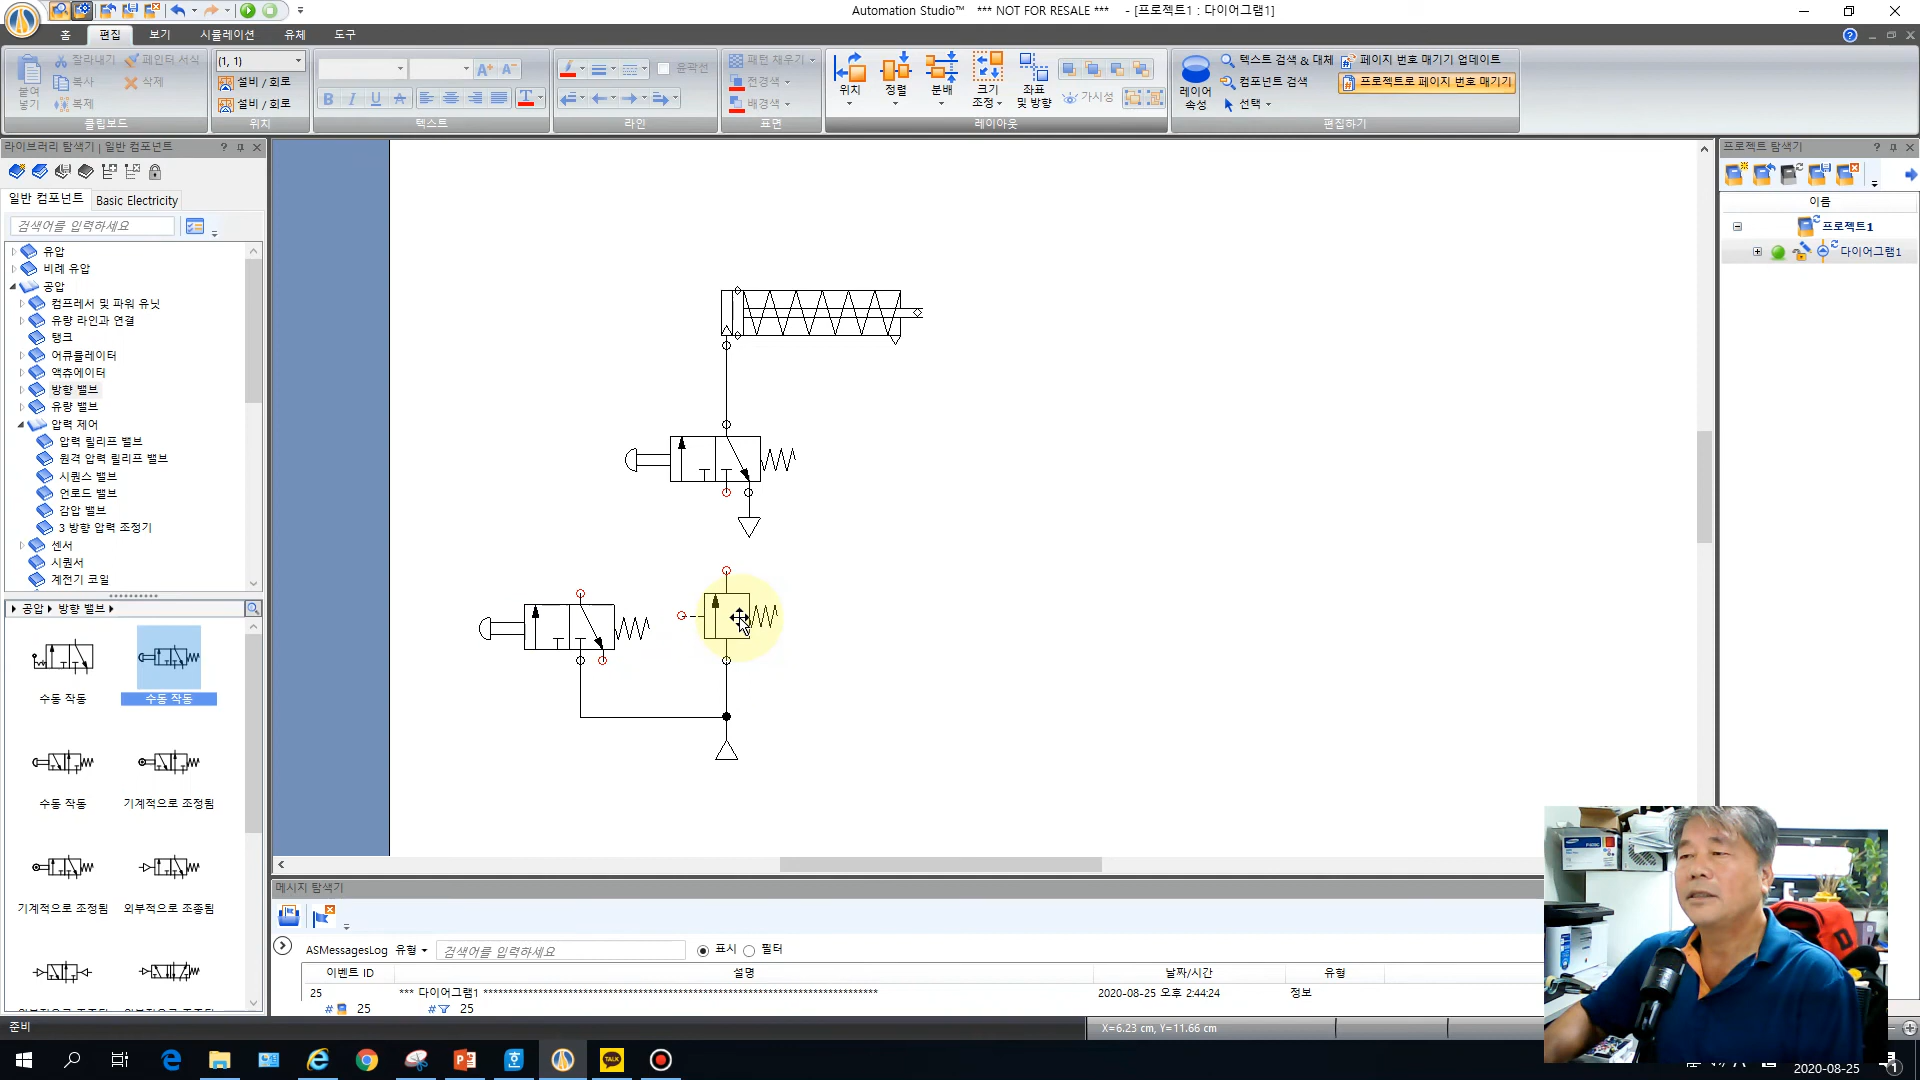 Automation Studio™ *** NOT FOR RESALE *** - [프로젝트1 : 다이어그램1]
홈 편집 보기 시뮬레이션 유체 도구
붙여넣기 잘라내기 페인터 서식
복사 삭제
복제
클립보드
(1, 1)
설비 / 회로
설비 / 회로
위치
텍스트
윤곽선
라인
패턴 채우기
전경색
배경색
표면
위치 정렬 분배 크기 조정 좌표 및 방향 가시성
레이아웃
레이어 속성
텍스트 검색 & 대체 페이지 번호 매기기 업데이트
컴포넌트 검색 프로젝트로 페이지 번호 매기기
선택
편집하기
라이브러리 탐색기 | 일반 컴포넌트
일반 컴포넌트 Basic Electricity
검색어를 입력하세요
유압
비례 유압
공압
컴프레서 및 파워 유닛
유량 라인과 연결
탱크
어큐뮬레이터
액츄에이터
방향 밸브
유량 밸브
압력 제어
압력 릴리프 밸브
원격 압력 릴리프 밸브
시퀀스 밸브
언로드 밸브
감압 밸브
3 방향 압력 조정기
센서
시퀀서
계전기 코일
공압 방향 밸브
수동 작동 수동 작동
수동 작동 기계적으로 조정됨
기계적으로 조정됨 외부적으로 조종됨
프로젝트 탐색기
이름
프로젝트1
다이어그램1
메시지 탐색기
ASMessagesLog 유형 검색어를 입력하세요 표시 필터
이벤트 ID 설명 날짜/시간 유형
25 *** 다이어그램1 2020-08-25 오후 2:44:24 정보
# 25 # 25
준비
X=6.23 cm, Y=11.66 cm
TALK
2020-08-25